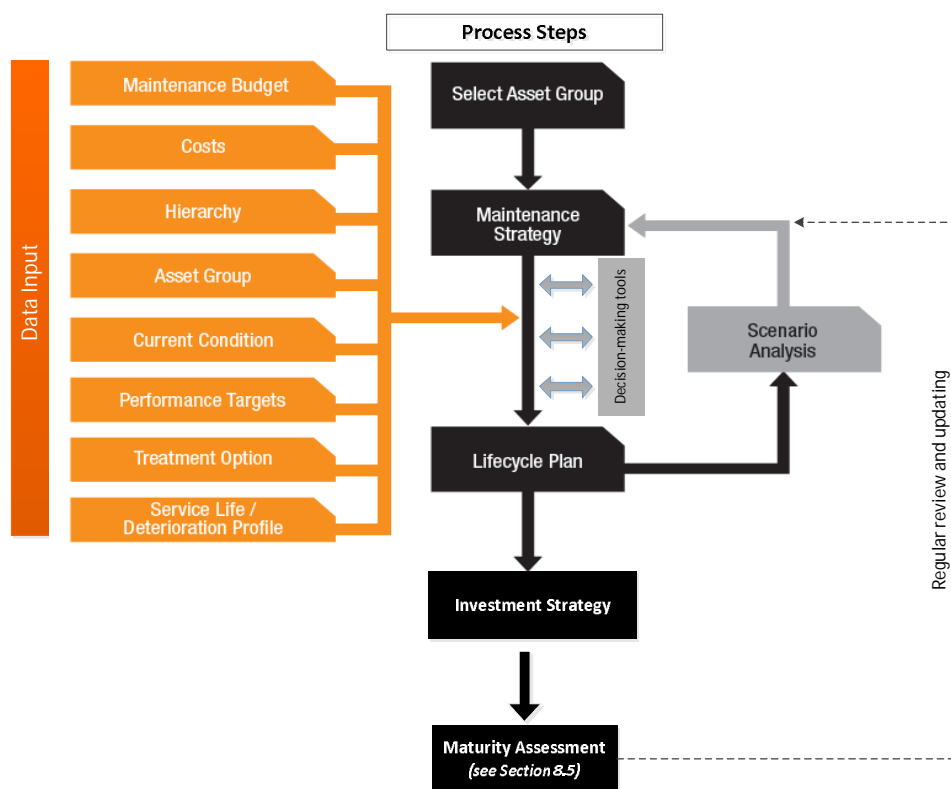 Process Steps
Data Input
Maintenance Budget
Costs
Hierarchy
Asset Group
Current Condition
Performance Targets
Treatment Option
Service Life /
Deterioration Profile
Select Asset Group
Maintenance
Strategy
Decision-making tools
Lifecycle Plan
Scenario
Analysis
Investment Strategy
Maturity Assessment
(see Section 8.5)
Regular review and updating